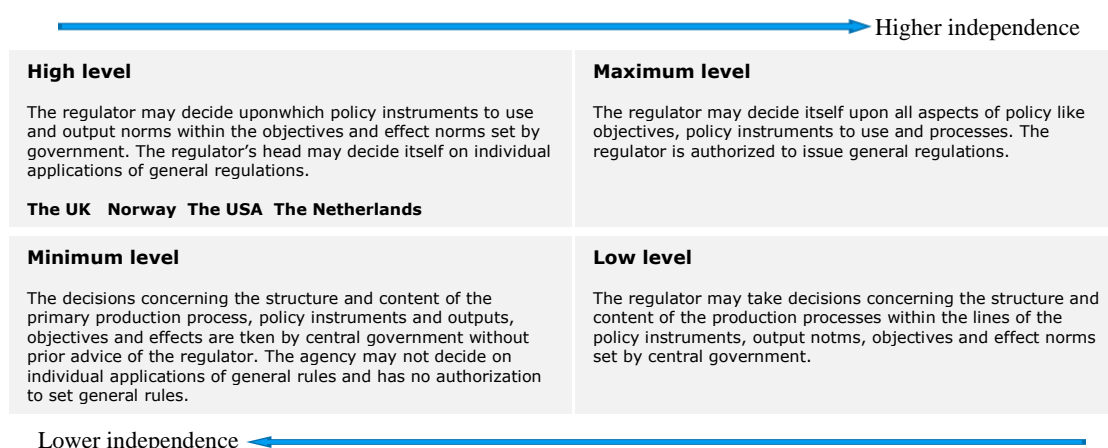 Higher independence
High level
The regulator may decide uponwhich policy instruments to use
and output norms within the objectives and effect norms set by
government. The regulator’s head may decide itself on individual
applications of general regulations.
The UK Norway The USA The Netherlands
Maximum level
The regulator may decide itself upon all aspects of policy like
objectives, policy instruments to use and processes. The
regulator is authorized to issue general regulations.
Minimum level
The decisions concerning the structure and content of the
primary production process, policy instruments and outputs,
objectives and effects are tken by central government without
prior advice of the regulator. The agency may not decide on
individual applications of general rules and has no authorization
to set general rules.
Low level
The regulator may take decisions concerning the structure and
content of the production processes within the lines of the
policy instruments, output notms, objectives and effect norms
set by central government.
Lower independence